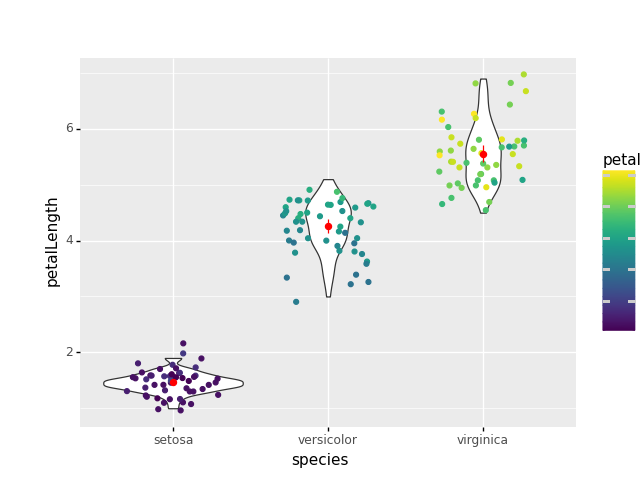 petal
6
4
2
petalLength
setosa
versicolor
virginica
species